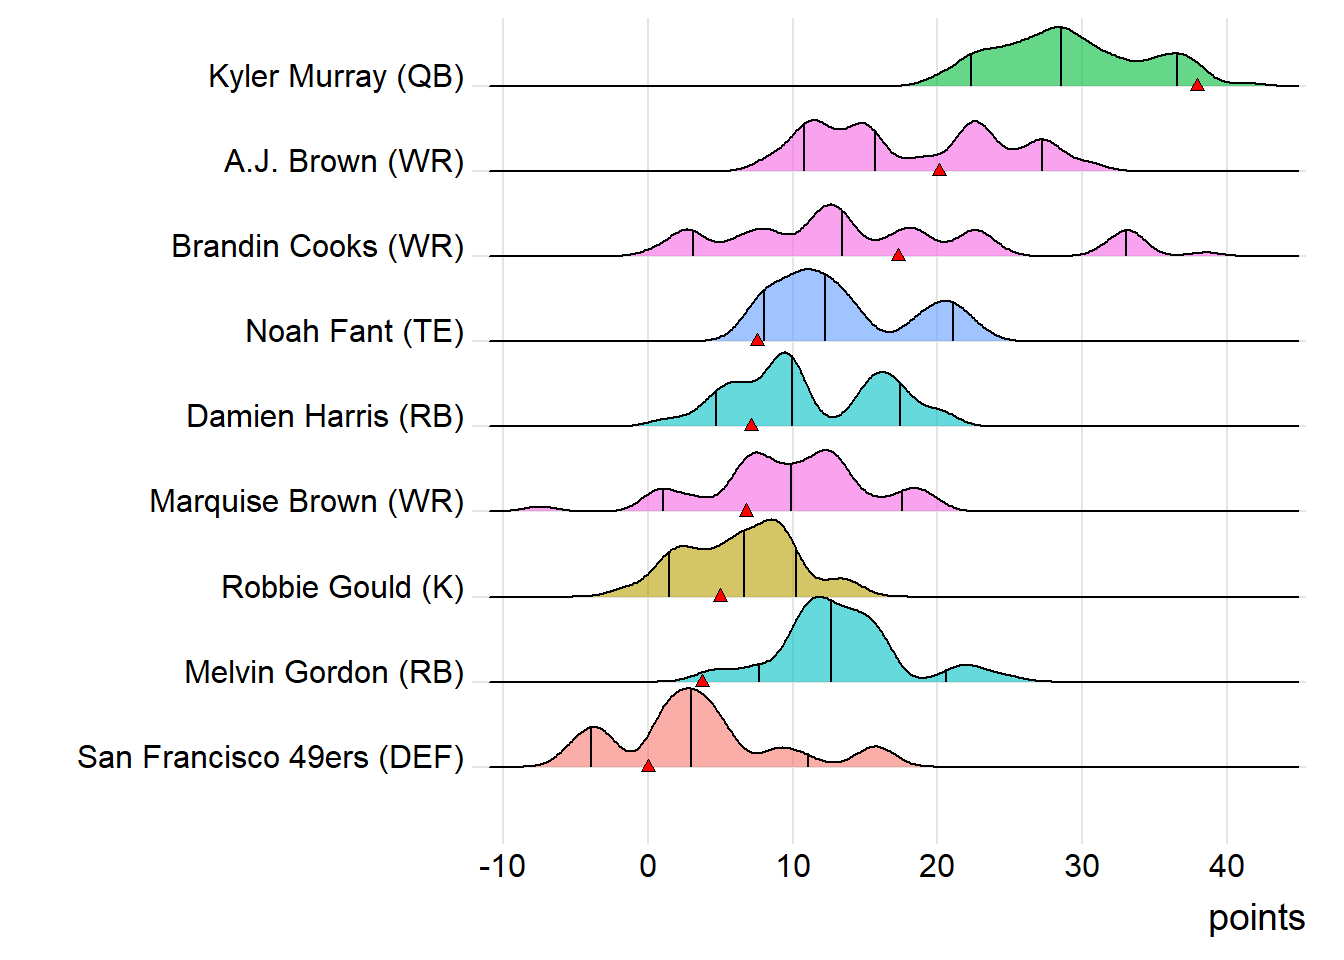 Kyler Murray (QB)
A.J. Brown (WR)
Brandin Cooks (WR)
Noah Fant (TE)
Damien Harris (RB)
Marquise Brown (WR)
Robbie Gould (K)
Melvin Gordon (RB)
San Francisco 49ers (DEF)
-10 0 10 20 30 40
points